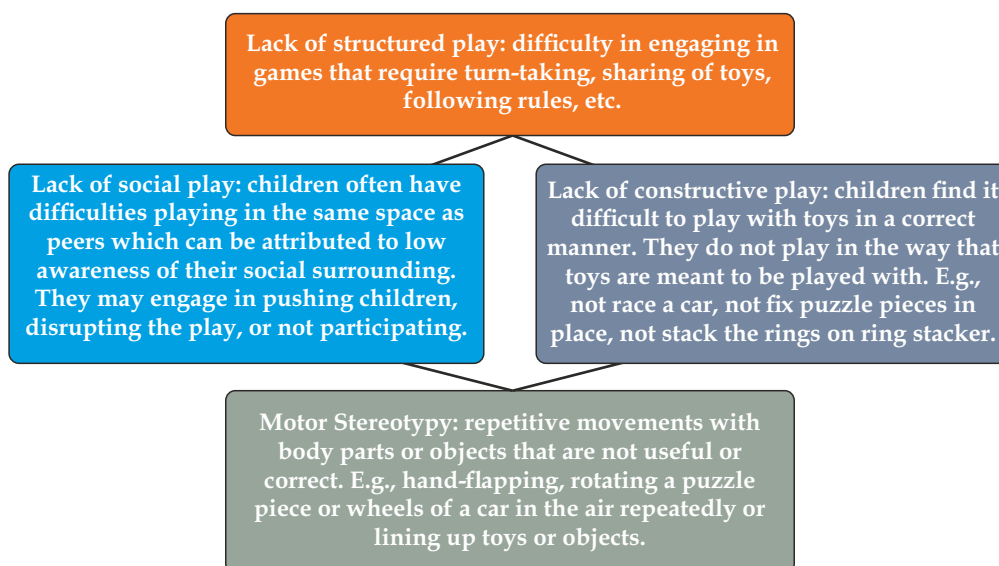 Lack of structured play: difficulty in engaging in
games that require turn-taking, sharing of toys,
following rules, etc.
Lack of social play: children often have
difficulties playing in the same space as
peers which can be attributed to low
awareness of their social surrounding.
They may engage in pushing children,
disrupting the play, or not participating.
Lack of constructive play: children find it
difficult to play with toys in a correct
manner. They do not play in the way that
toys are meant to be played with. E.g.,
not race a car, not fix puzzle pieces in
place, not stack the rings on ring stacker.
Motor Stereotypy: repetitive movements with
body parts or objects that are not useful or
correct. E.g., hand-flapping, rotating a puzzle
piece or wheels of a car in the air repeatedly or
lining up toys or objects.